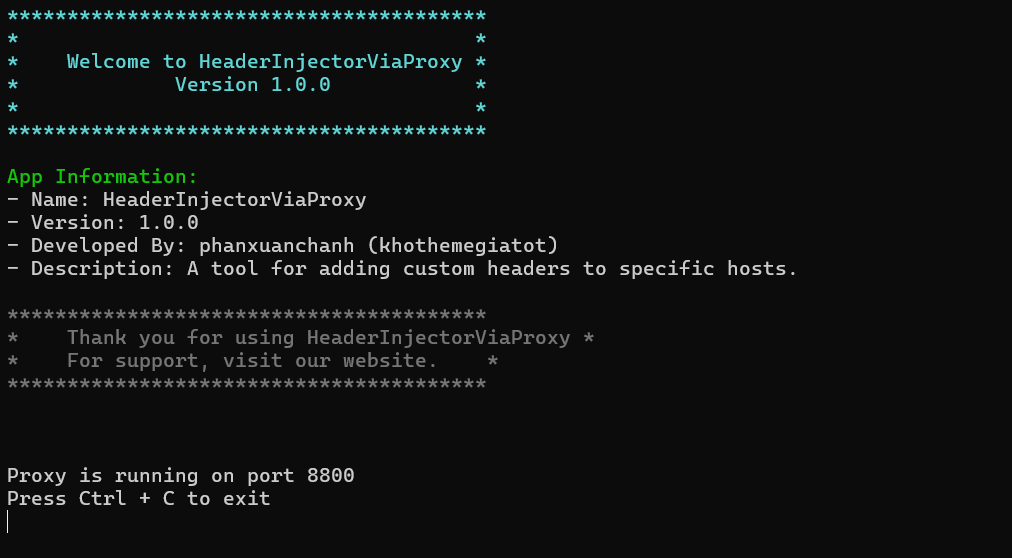 ****************************************
*                                      *
*    Welcome to HeaderInjectorViaProxy *
*             Version 1.0.0            *
*                                      *
****************************************
App Information:
- Name: HeaderInjectorViaProxy
- Version: 1.0.0
- Developed By: phanxuanchanh (khothemegiatot)
- Description: A tool for adding custom headers to specific hosts.
****************************************
*    Thank you for using HeaderInjectorViaProxy *
*    For support, visit our website.    *
****************************************
Proxy is running on port 8800
Press Ctrl + C to exit